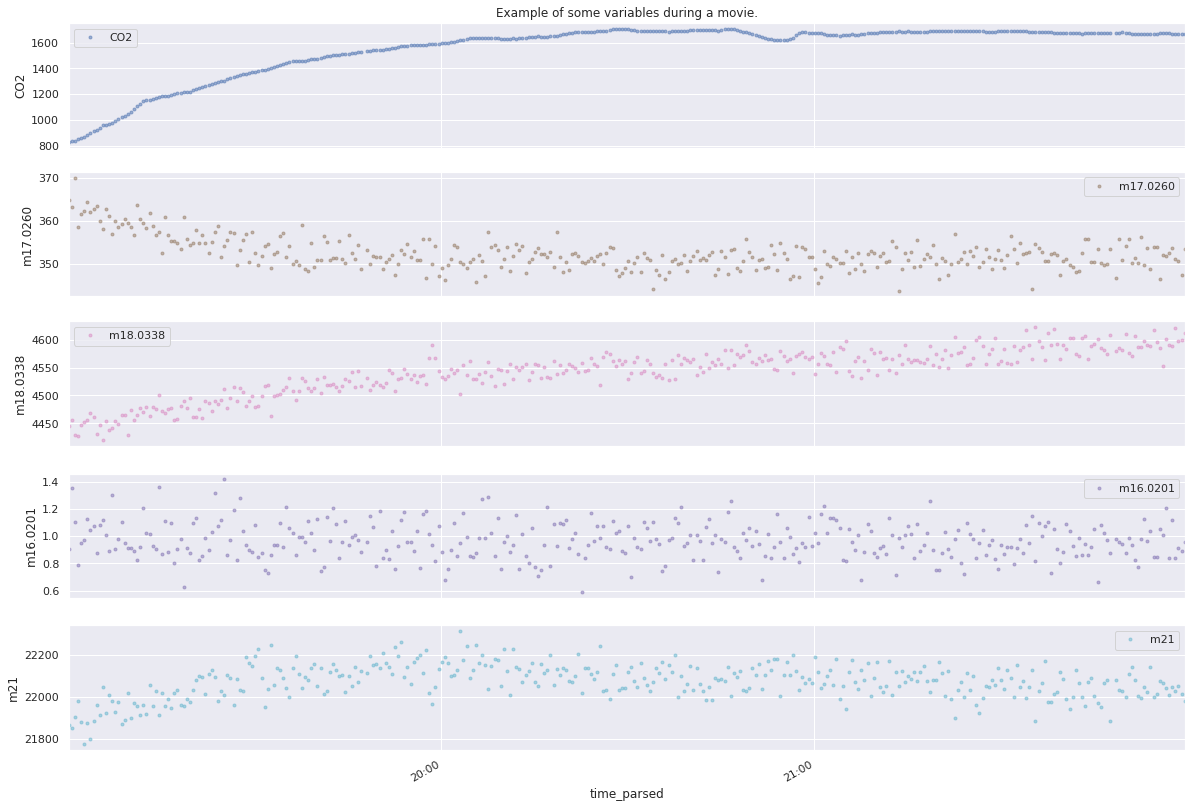 Example of some variables during a movie.
CO2
CO2
1600
1400
1200
1000
800
m17.0260
m17.0260
370
360
350
m18.0338
m18.0338
4600
4550
4500
4450
m16.0201
m16.0201
1.4
1.2
1.0
0.8
0.6
m21
m21
22200
22000
21800
20:00
21:00
time_parsed